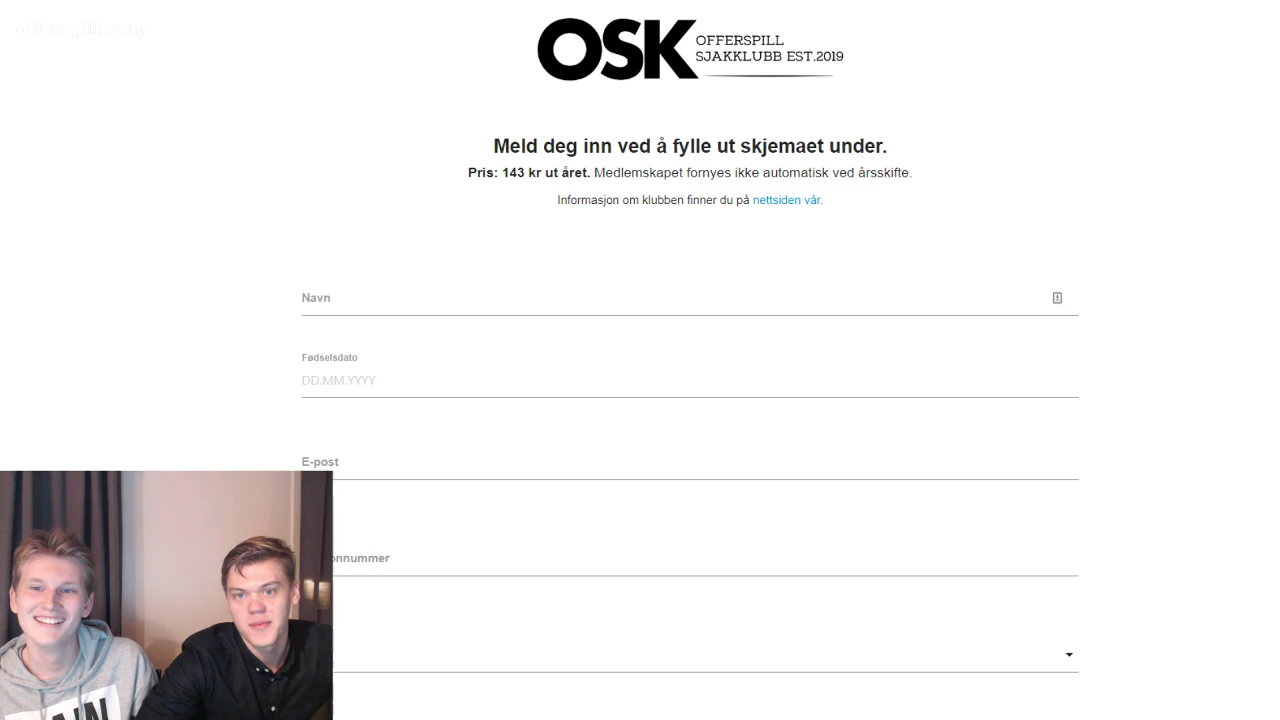 offerspill.com
OSK
OFFERSPILL
SJAKKLUBB EST.2019
Meld deg inn ved å fylle ut skjemaet under.
Pris: 143 kr ut året. Medlemskapet fornyes ikke automatisk ved årsskifte.
Informasjon om klubben finner du på nettsiden vår.
Navn
Fødselsdato
DD.MM.YYYY
E-post
onnummer